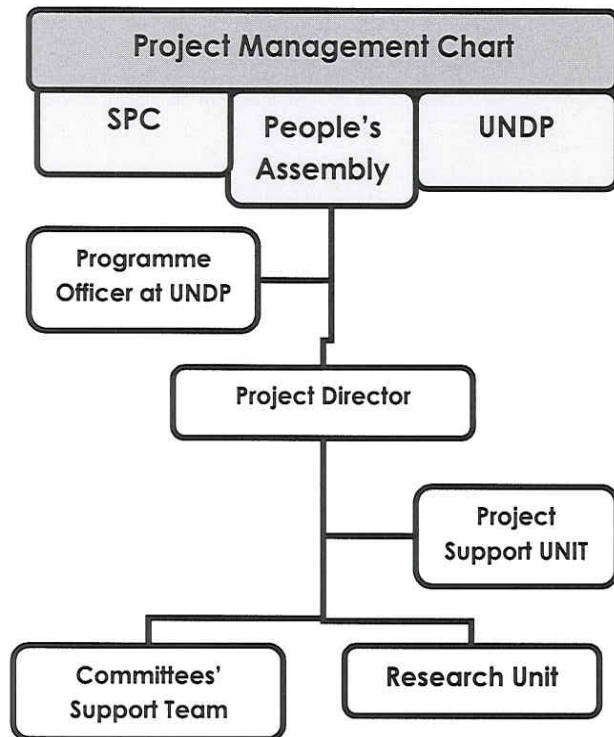 Project Management Chart
SPC
People's
Assembly
UNDP
Programme
Officer at UNDP
Project Director
Project
Support UNIT
Committees'
Support Team
Research Unit